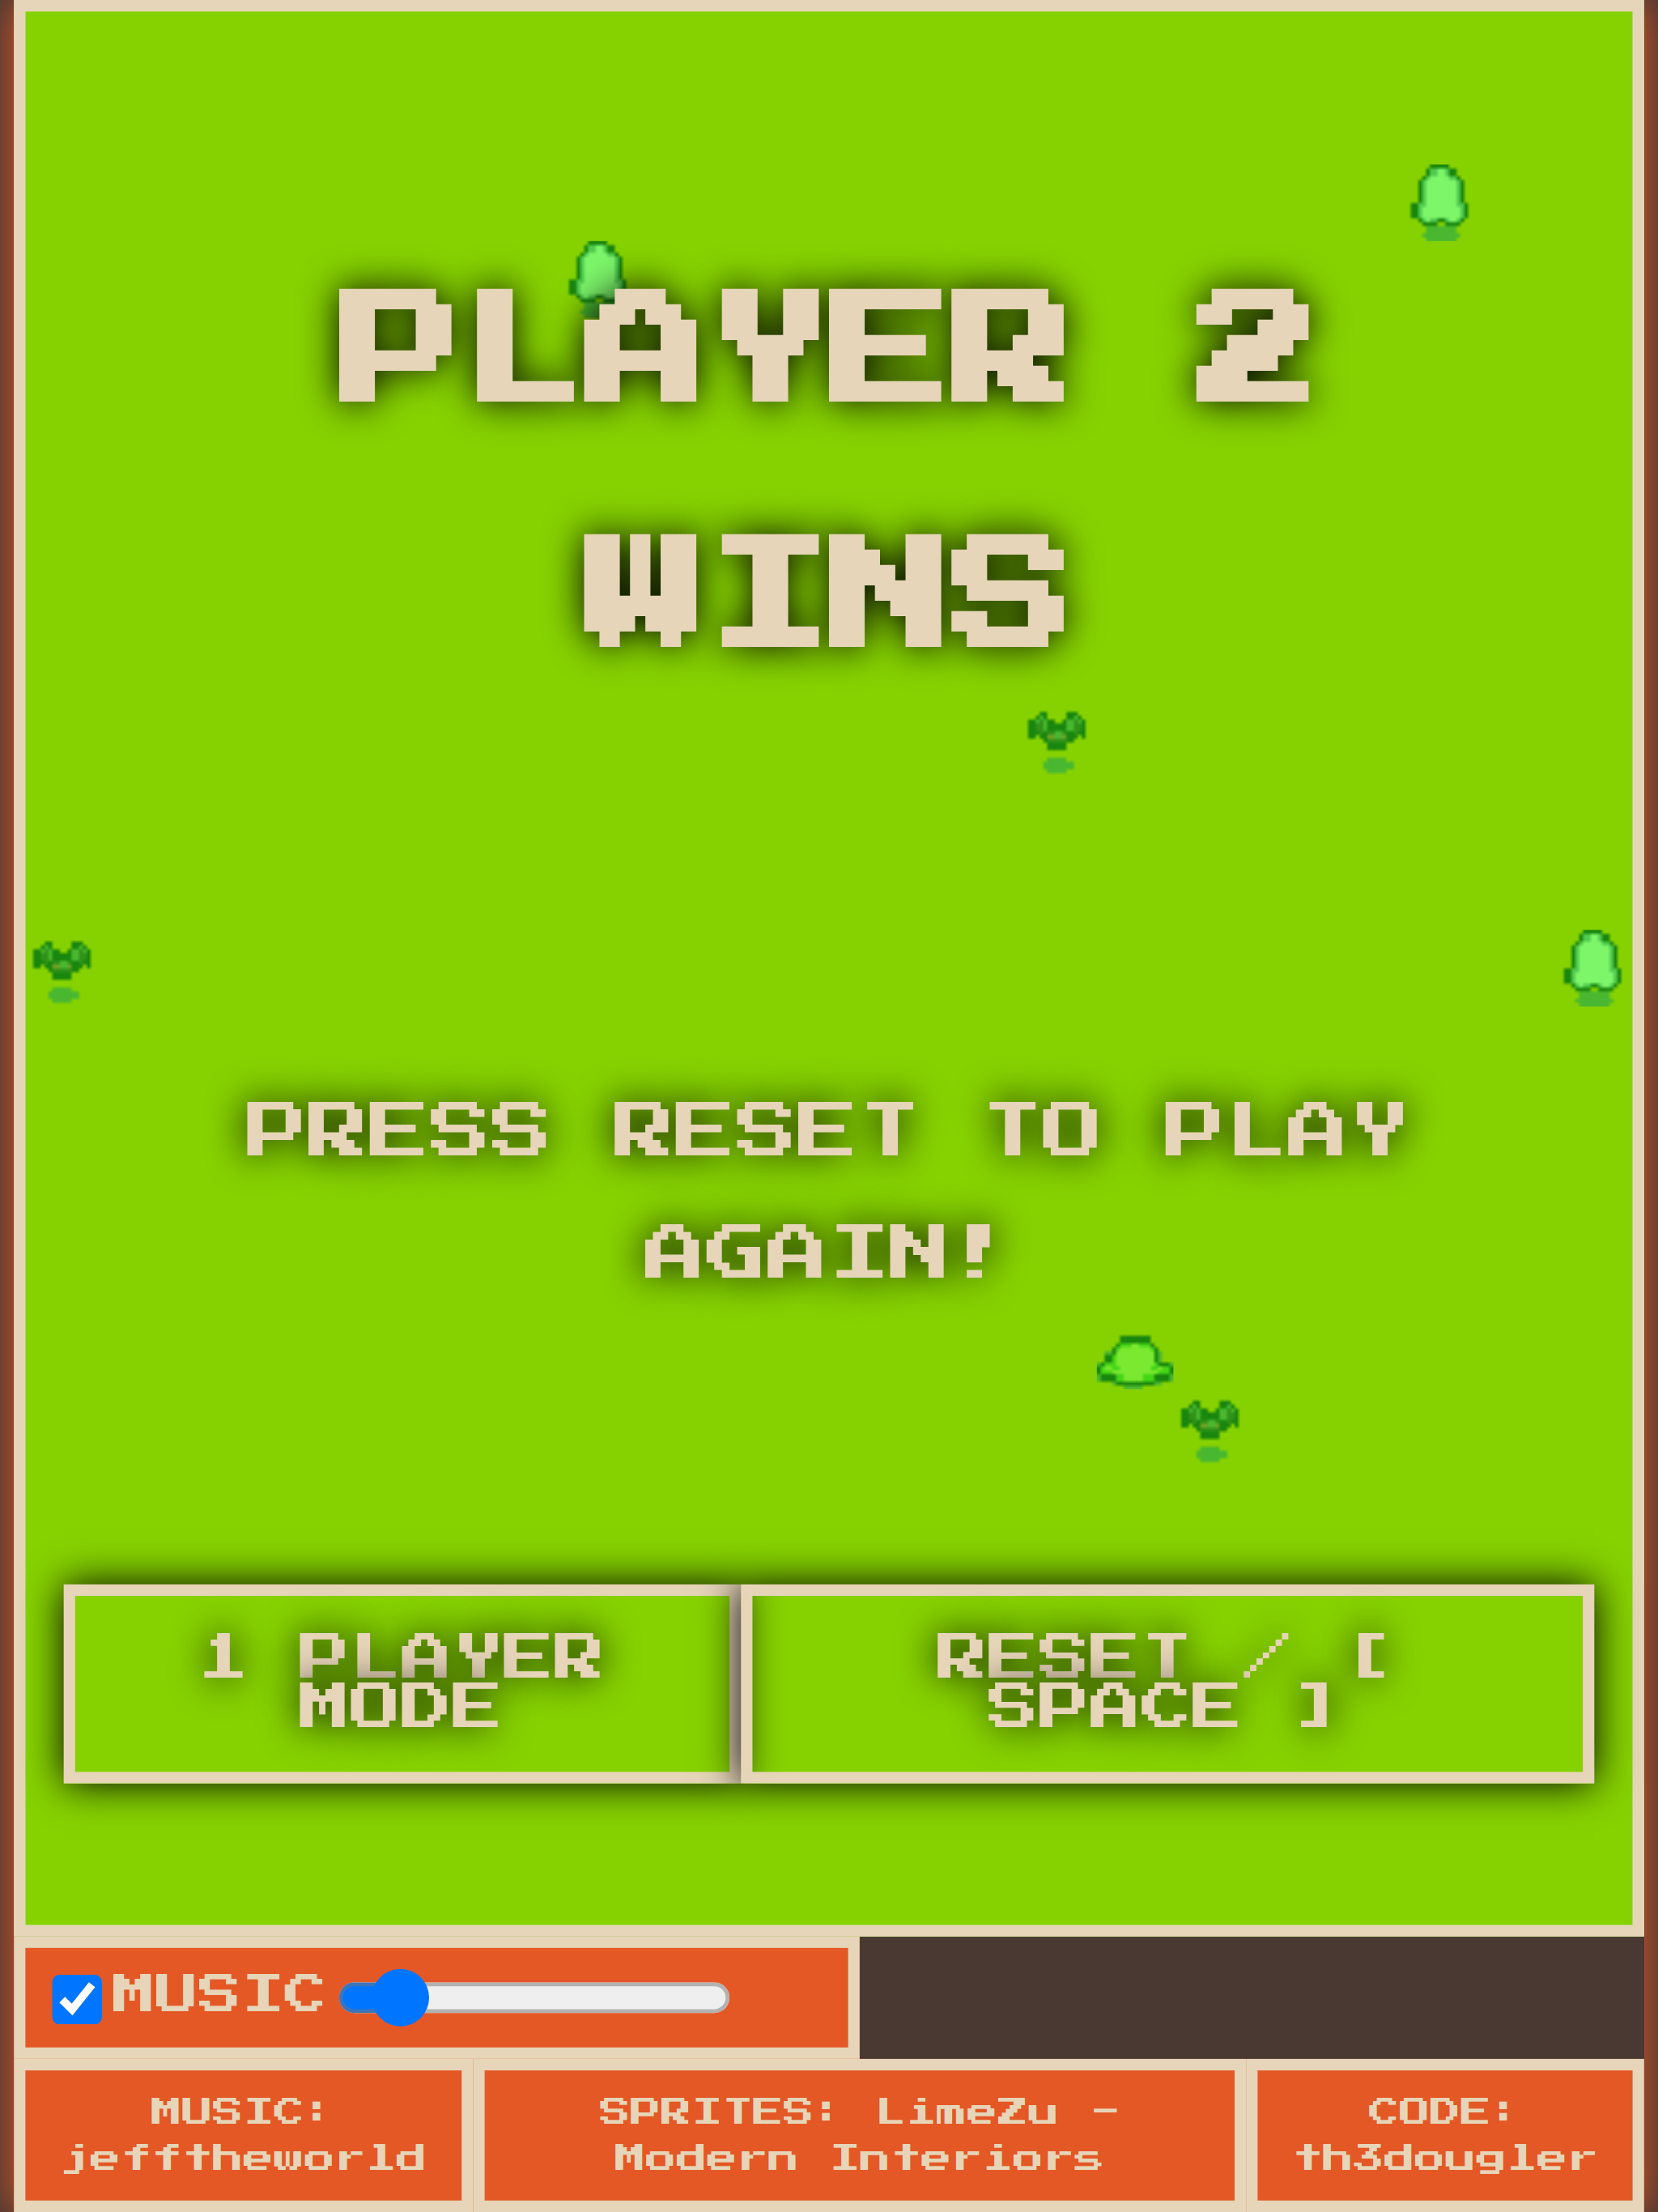 PLAYER 2
WINS
PRESS RESET TO PLAY
AGAIN!
1 PLAYER
MODE
RESET / [
SPACE ]
MUSIC
MUSIC:
jefftheworld
SPRITES: LimeZu -
Modern Interiors
CODE:
th3dougler